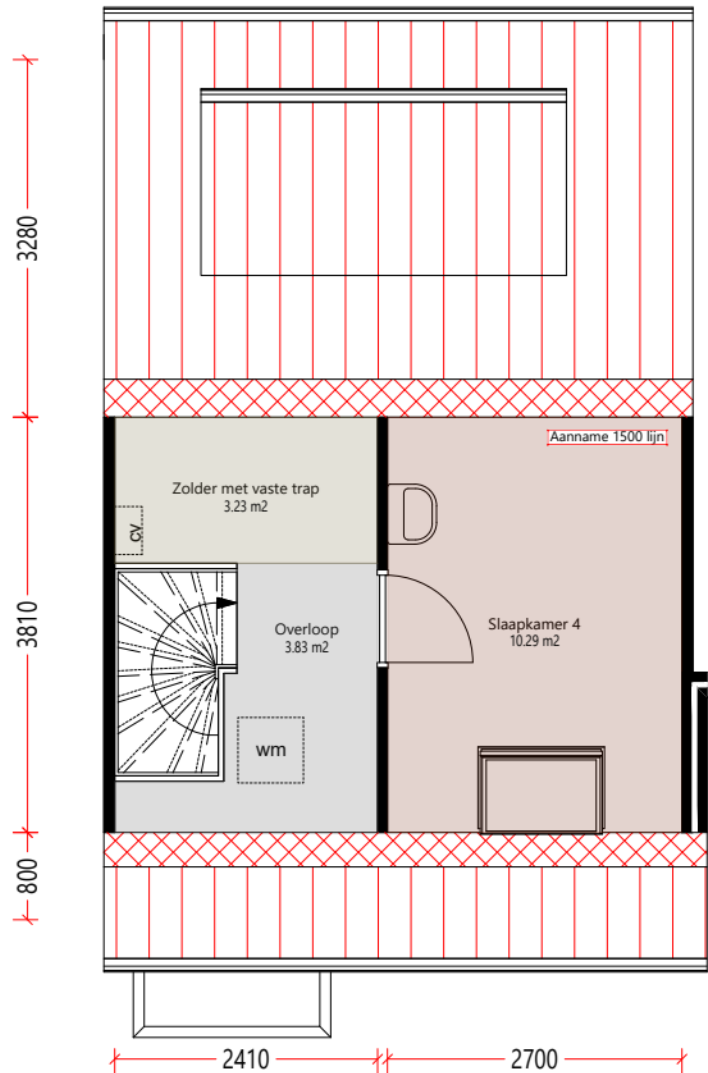 3280
Aanname 1500 lijn
Zolder met vaste trap
3.23 m2
cv
3810
Overloop
3.83 m2
Slaapkamer 4
10.29 m2
wm
800
2410
2700